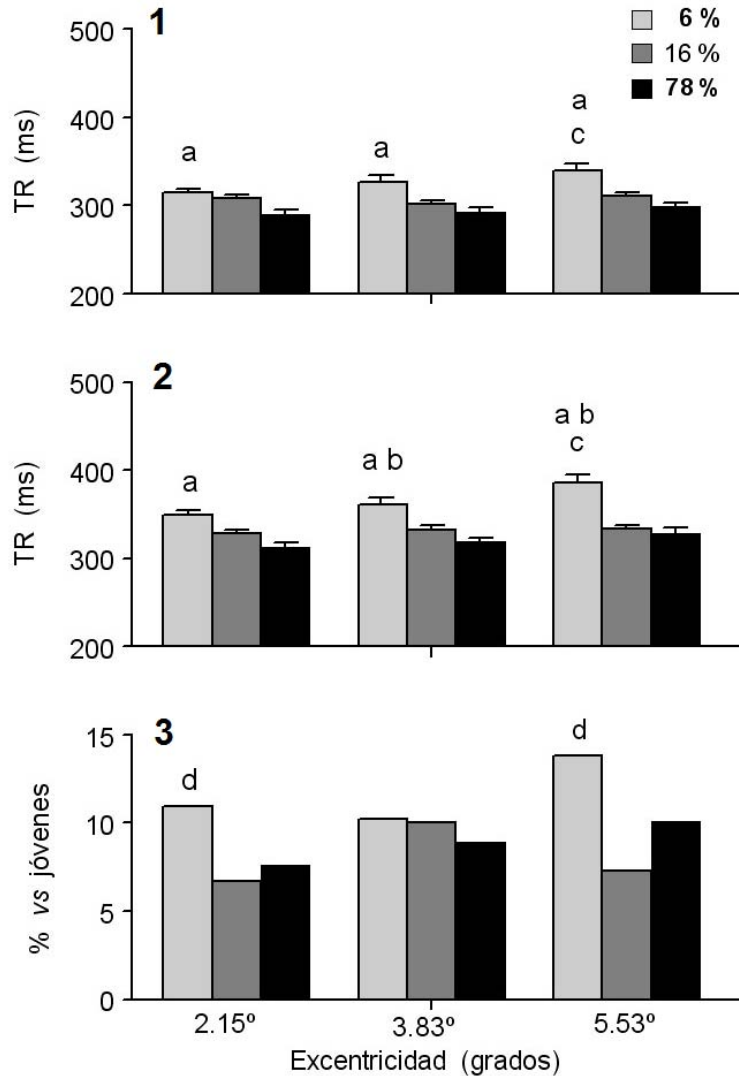 1
6 %
16 %
78 %
500
400
300
200
TR (ms)
a
a
a
c
2
500
400
300
200
TR (ms)
a
a b
a b
c
3
15
10
5
0
% vs jóvenes
d
d
2.15º
3.83º
5.53º
Excentricidad (grados)